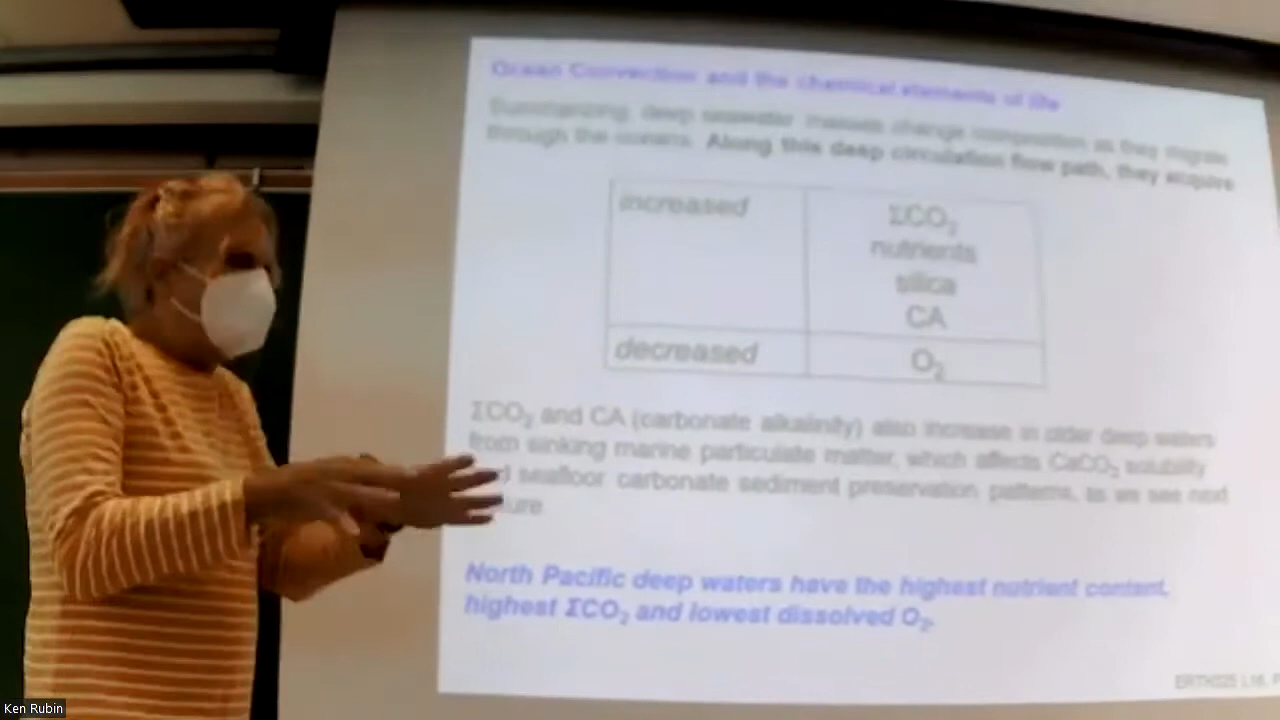 Ocean Convection and the chemical elements of life
Summarizing, deep seawater masses change composition as they migrate
through the oceans. Along this deep circulation flow path, they acquire
increased
ΣCO₂
nutrients
silica
CA
decreased
O₂
ΣCO₂ and CA (carbonate alkalinity) also increase in older deep waters
from sinking marine particulate matter, which affects CaCO₃ solubility
seafloor carbonate sediment preservation patterns, as we see next
North Pacific deep waters have the highest nutrient content,
highest ΣCO₂ and lowest dissolved O₂.
Ken Rubin